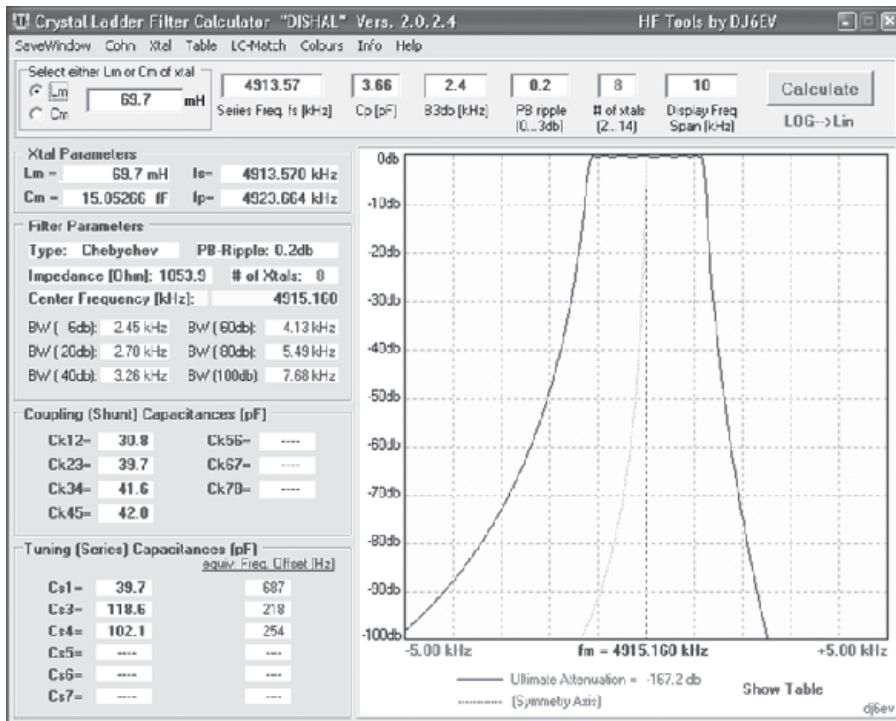 Crystal Ladder Filter Calculator "DISHAL" Vers. 2.0.2.4 HF Tools by DJ6EV
SaveWindow Cohn Xtal Table LC-Match Colours Info Help
Select either Lm or Cm of xtal
Lm
Cm
69.7 mH
4913.57
Series Freq. fs [kHz]
3.66
Cp [pF]
2.4
B3db [kHz]
0.2
PB ripple
(0...3db)
8
# of xtals
[2...14]
10
Display Freq
Span [kHz]
Calculate
LOG-->Lin
Xtal Parameters
Lm = 69.7 mH fs= 4913.570 kHz
Cm = 15.05266 fF fp= 4923.664 kHz
Filter Parameters
Type: Chebychev PB-Ripple: 0.2db
Impedance [Ohm]: 1053.9 # of Xtals: 8
Center Frequency [kHz]: 4915.160
BW ( 6db): 2.45 kHz BW ( 60db): 4.13 kHz
BW ( 20db): 2.70 kHz BW ( 80db): 5.49 kHz
BW ( 40db): 3.26 kHz BW (100db): 7.68 kHz
Coupling (Shunt) Capacitances [pF]
Ck12= 30.8 Ck56= ----
Ck23= 39.7 Ck67= ----
Ck34= 41.6 Ck78= ----
Ck45= 42.0
Tuning (Series) Capacitances [pF]
equiv. Freq. Offset [Hz]
Cs1= 39.7 687
Cs3= 118.6 218
Cs4= 102.1 254
Cs5= ---- ----
Cs6= ---- ----
Cs7= ---- ----
0db
-10db
-20db
-30db
-40db
-50db
-60db
-70db
-80db
-90db
-100db
-5.00 kHz fm = 4915.160 kHz +5.00 kHz
Ultimate Attenuation = -167.2 db
(Symmetry Axis)
Show Table
dj6ev